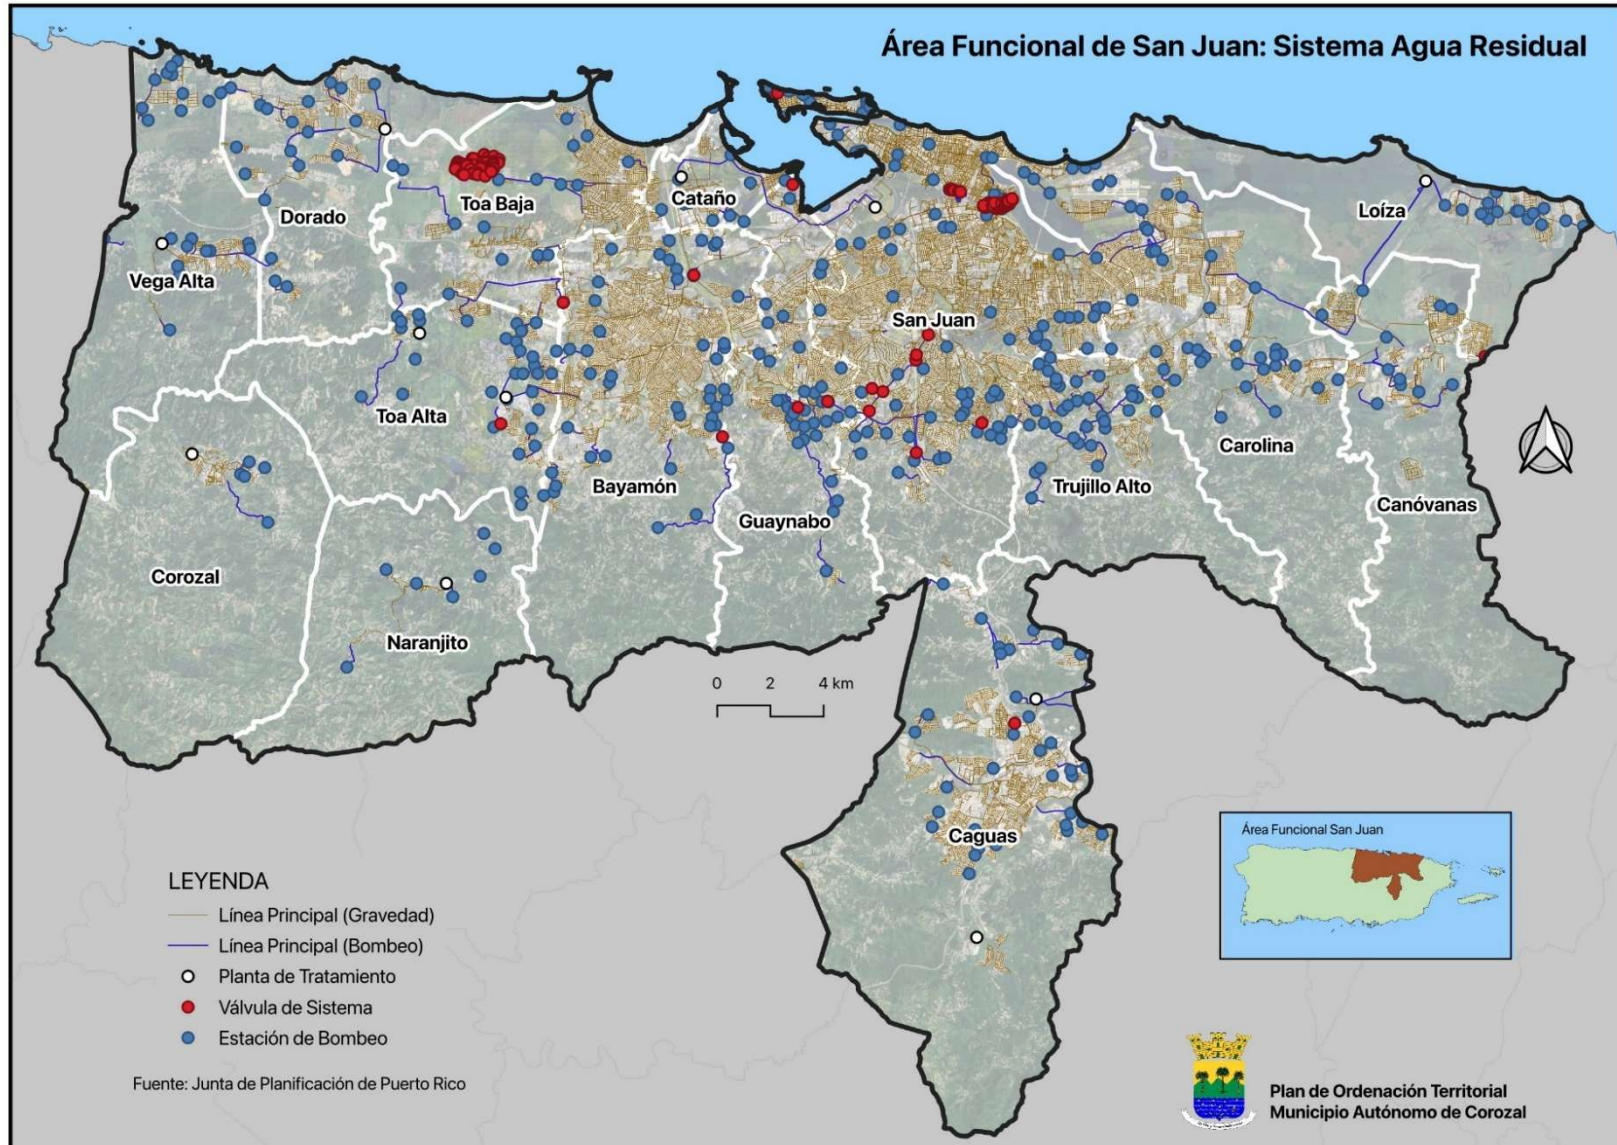 Área Funcional de San Juan: Sistema Agua Residual
Dorado
Toa Baja
Cataño
Loíza
Vega Alta
San Juan
Toa Alta
Carolina
Bayamón
Trujillo Alto
Canóvanas
Guaynabo
Corozal
Naranjito
0 2 4 km
Caguas
Área Funcional San Juan
LEYENDA
Línea Principal (Gravedad)
Línea Principal (Bombeo)
Planta de Tratamiento
Válvula de Sistema
Estación de Bombeo
Fuente: Junta de Planificación de Puerto Rico
Plan de Ordenación Territorial
Municipio Autónomo de Corozal